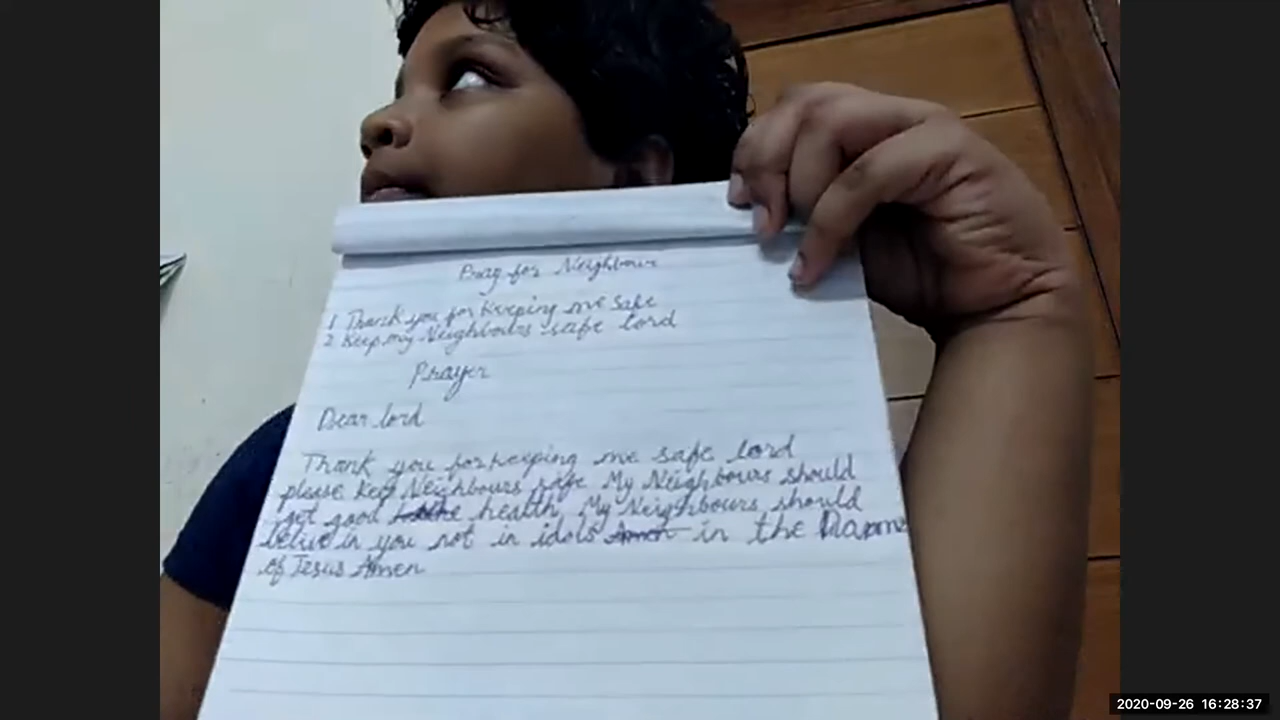 Pray for Neighbour
1 Thank you for keeping me safe
2 Keep my Neighbours safe lord
Prayer
Dear lord
Thank you for keeping me safe lord
please keep Neighbours safe My Neighbours should
get good health, My Neighbours should
in you not in idols Amen in the
of Jesus Amen
2020-09-26 16:28:37